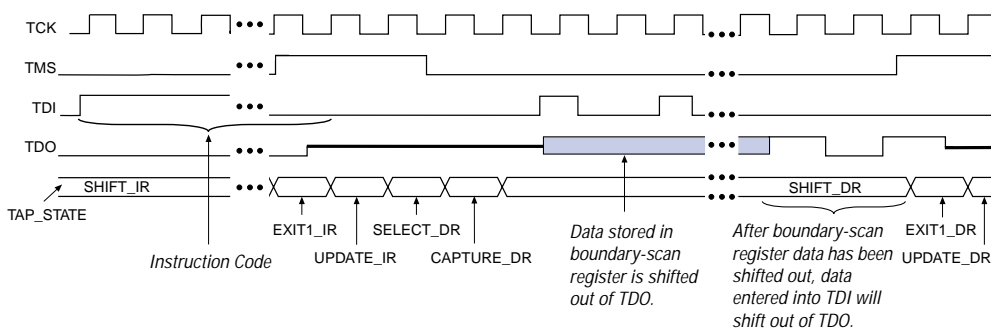 TCK
TMS
TDI
TDO
SHIFT_IR
SHIFT_DR
TAP_STATE
EXIT1_IR
SELECT_DR
EXIT1_DR
Instruction Code
UPDATE_IR
CAPTURE_DR
UPDATE_DR
Data stored in
boundary-scan
register is shifted
out of TDO.
After boundary-scan
register data has been
shifted out, data
entered into TDI will
shift out of TDO.